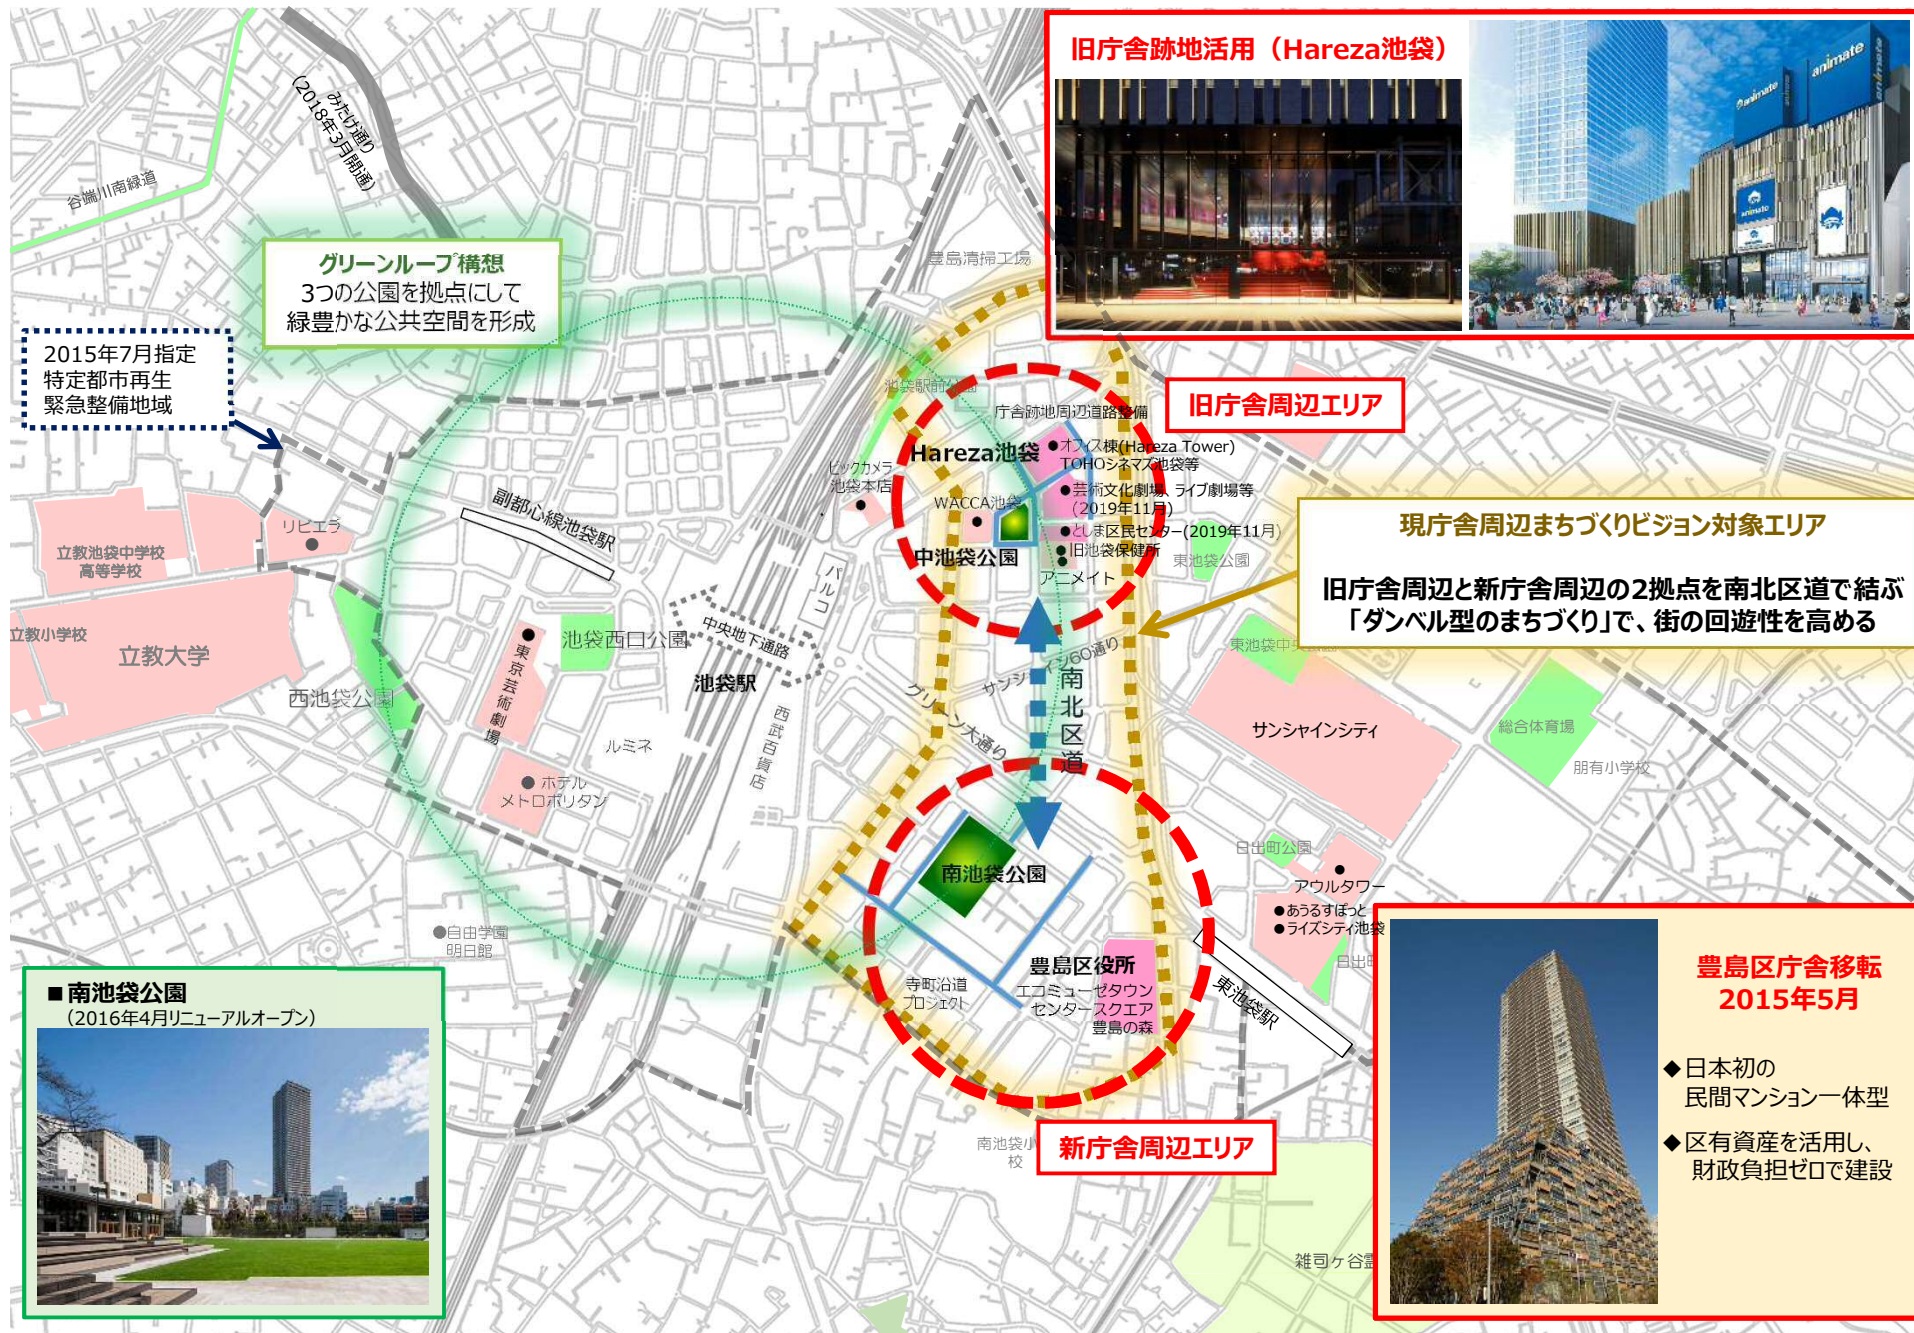 旧庁舎跡地活用（Hareza池袋）
animate
animate
animate
animate
みたけ通り
（2018年3月開通）
谷端川南緑道
グリーンループ構想
3つの公園を拠点にして
緑豊かな公共空間を形成
豊島清掃工場
2015年7月指定
特定都市再生
緊急整備地域
旧庁舎周辺エリア
庁舎跡地周辺道路整備
Hareza池袋
●オフィス棟(Hareza Tower)
TOHOシネマズ池袋等
ビックカメラ
池袋本店
WACCA池袋
●芸術文化劇場、ライブ劇場等
(2019年11月)
●としま区民センター(2019年11月)
●旧池袋保健所
●アニメイト
中池袋公園
東池袋公園
現庁舎周辺まちづくりビジョン対象エリア
旧庁舎周辺と新庁舎周辺の2拠点を南北区道で結ぶ
「ダンベル型のまちづくり」で、街の回遊性を高める
副都心線池袋駅
リビエラ
立教池袋中学校
高等学校
立教小学校
立教大学
西池袋公園
東京芸術劇場
池袋西口公園
中央地下通路
パルコ
池袋駅
西武百貨店
ルミネ
ホテル
メトロポリタン
サンシャイン60通り
グリーン大通り
南北区道
サンシャインシティ
総合体育場
朋有小学校
日出町公園
アウルタワー
●あうるすぽっと
●ライズシティ池袋
南池袋公園
自由学園
明日館
寺町沿道
プロジェクト
豊島区役所
エコミューゼタウン
センタースクエア
豊島の森
東池袋駅
新庁舎周辺エリア
■南池袋公園
（2016年4月リニューアルオープン）
豊島区庁舎移転
2015年5月
◆日本初の
民間マンション一体型
◆区有資産を活用し、
財政負担ゼロで建設